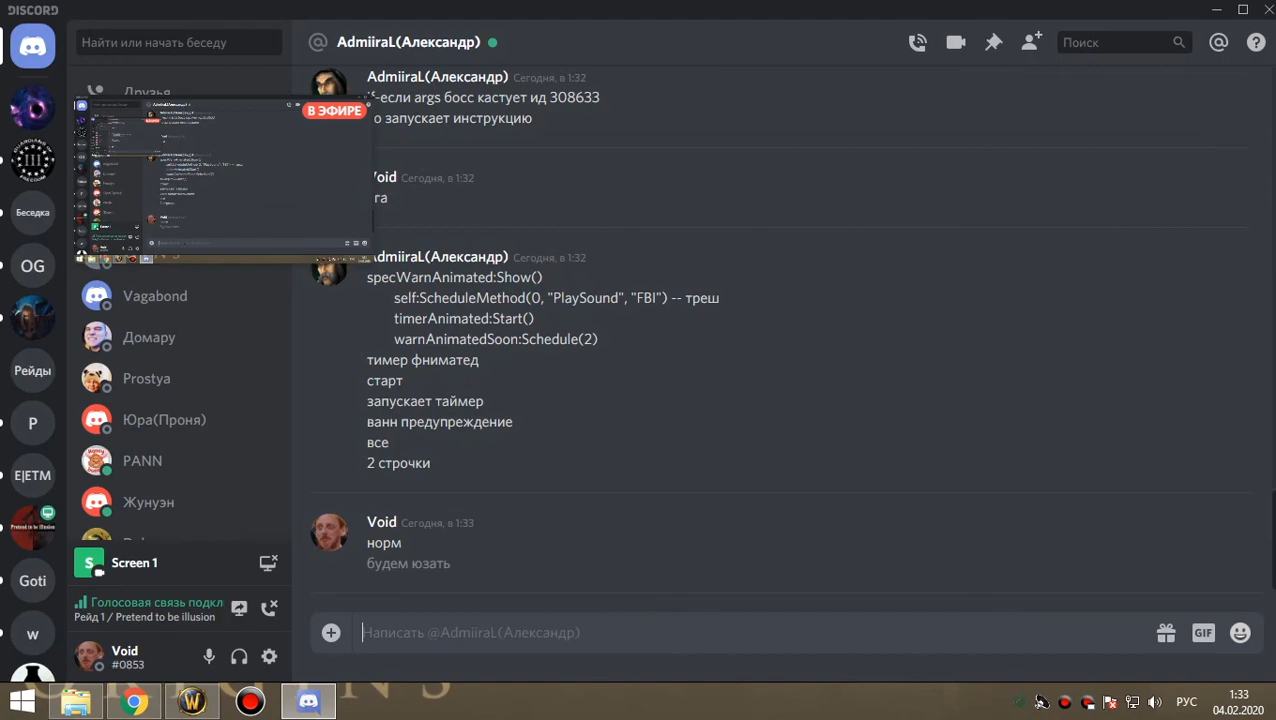 DISCORD
Найти или начать беседу
AdmiiraL(Александр)
Поиск
Друзья
В ЭФИРЕ
AdmiiraL(Александр) Сегодня, в 1:32
f-если args босс кастует ид 308633
о запускает инструкцию
Void Сегодня, в 1:32
га
AdmiiraL(Александр) Сегодня, в 1:32
specWarnAnimated:Show()
self:ScheduleMethod(0, "PlaySound", "FBI") -- треш
timerAnimated:Start()
warnAnimatedSoon:Schedule(2)
тимер фниматед
старт
запускает таймер
ванн предупреждение
все
2 строчки
Void Сегодня, в 1:33
норм
будем юзать
Написать @AdmiiraL(Александр)
GIF
Беседка
OG
Рейды
P
E|ETM
Pretend to be illusion
Goti
w
Vagabond
Домару
Prostya
Юра(Проня)
PANN
Жунуэн
S
Screen 1
Голосовая связь подкл
Рейд 1 / Pretend to be illusion
Void
#0853
РУС
1:33
04.02.2020